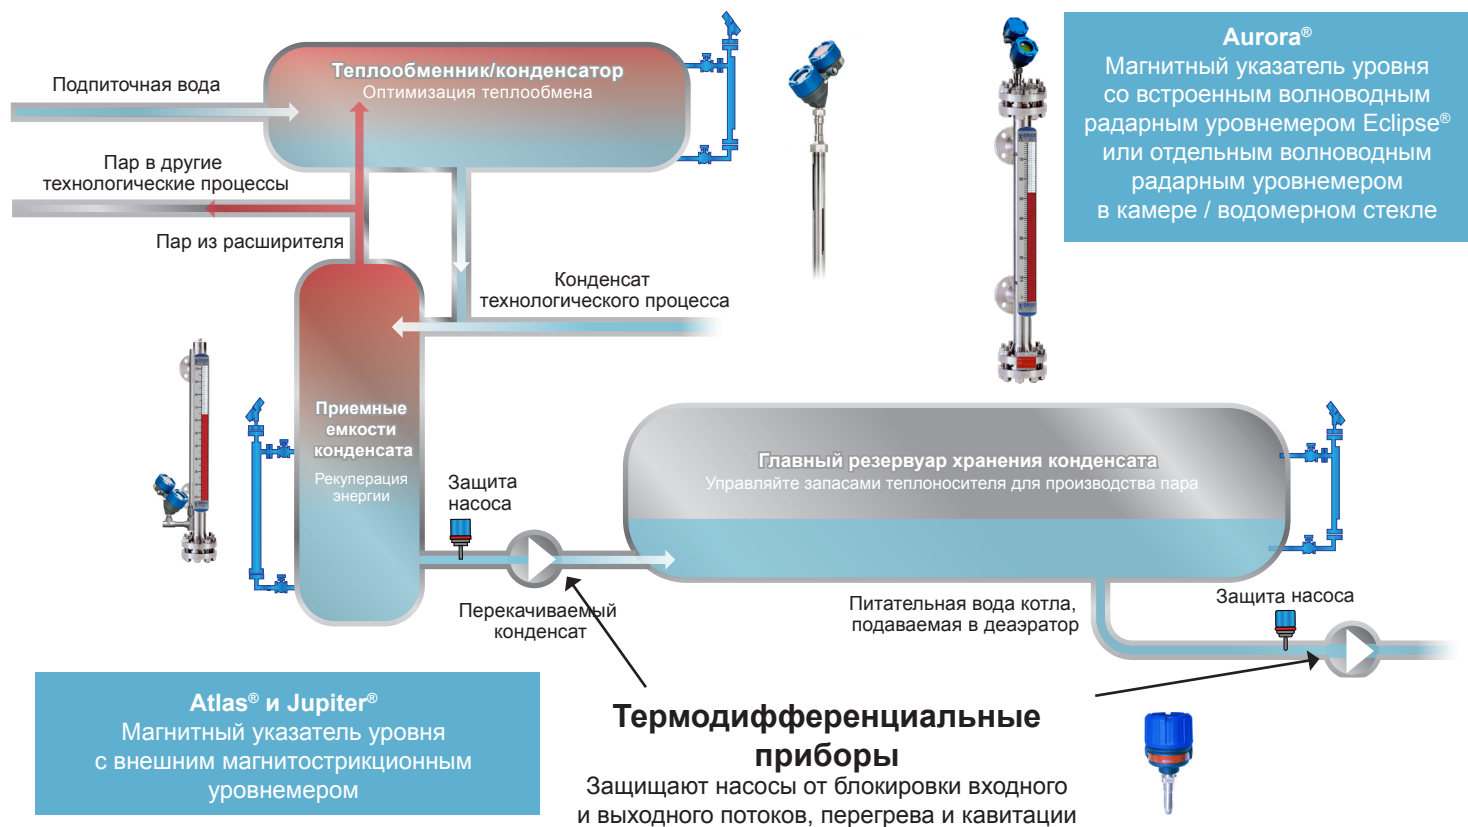 Aurora®
Магнитный указатель уровня
со встроенным волноводным
радарным уровнемером Eclipse®
или отдельным волноводным
радарным уровнемером
в камере / водомерном стекле
Теплообменник/конденсатор
Оптимизация теплообмена
Подпиточная вода
Пар в другие
технологические процессы
Пар из расширителя
Конденсат
технологического процесса
Приемные
емкости
конденсата
Рекуперация
энергии
Защита
насоса
Главный резервуар хранения конденсата
Управляйте запасами теплоносителя для производства пара
Перекачиваемый
конденсат
Питательная вода котла,
подаваемая в деаэратор
Защита насоса
Atlas® и Jupiter®
Магнитный указатель уровня
с внешним магнитострикционным
уровнемером
Термодифференциальные
приборы
Защищают насосы от блокировки входного
и выходного потоков, перегрева и кавитации